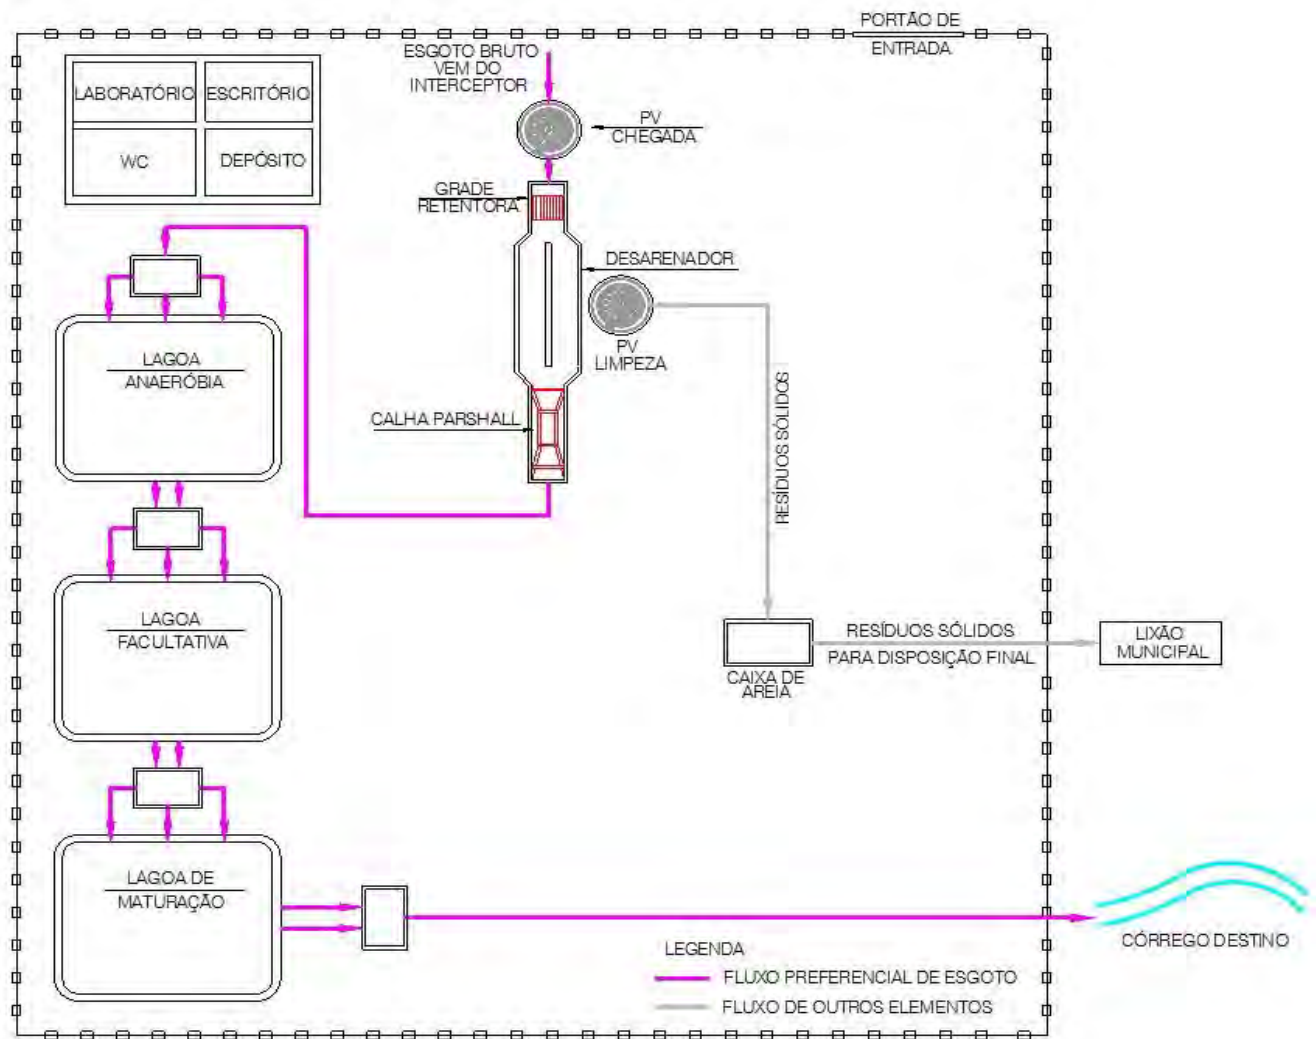 PORTÃO DE
ENTRADA
ESGOTO BRUTO
VEM DO
INTERCEPTOR
LABORATÓRIO
ESCRITÓRIO
WC
DEPÓSITO
PV
CHEGADA
GRADE
RETENTORA
DESARENADOR
PV
LIMPEZA
LAGOA
ANAERÓBIA
CALHA PARSHALL
RESÍDUOS SÓLIDOS
LAGOA
FACULTATIVA
CAIXA DE
AREIA
RESÍDUOS SÓLIDOS
PARA DISPOSIÇÃO FINAL
LIXÃO
MUNICIPAL
LAGOA DE
MATURAÇÃO
CÓRREGO DESTINO
LEGENDA
FLUXO PREFERENCIAL DE ESGOTO
FLUXO DE OUTROS ELEMENTOS